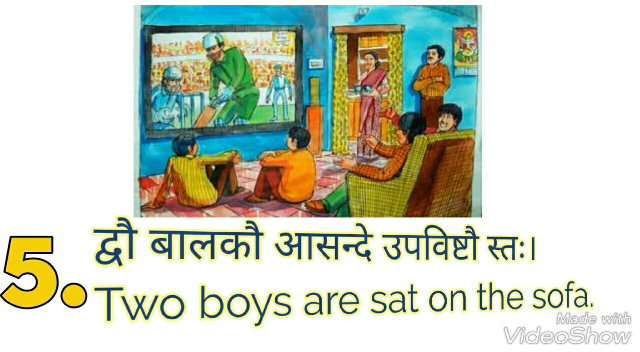 5.
द्वौ बालकौ आसन्दे उपविष्टौ स्तः।
Two boys are sat on the sofa.
Made with
VideoShow